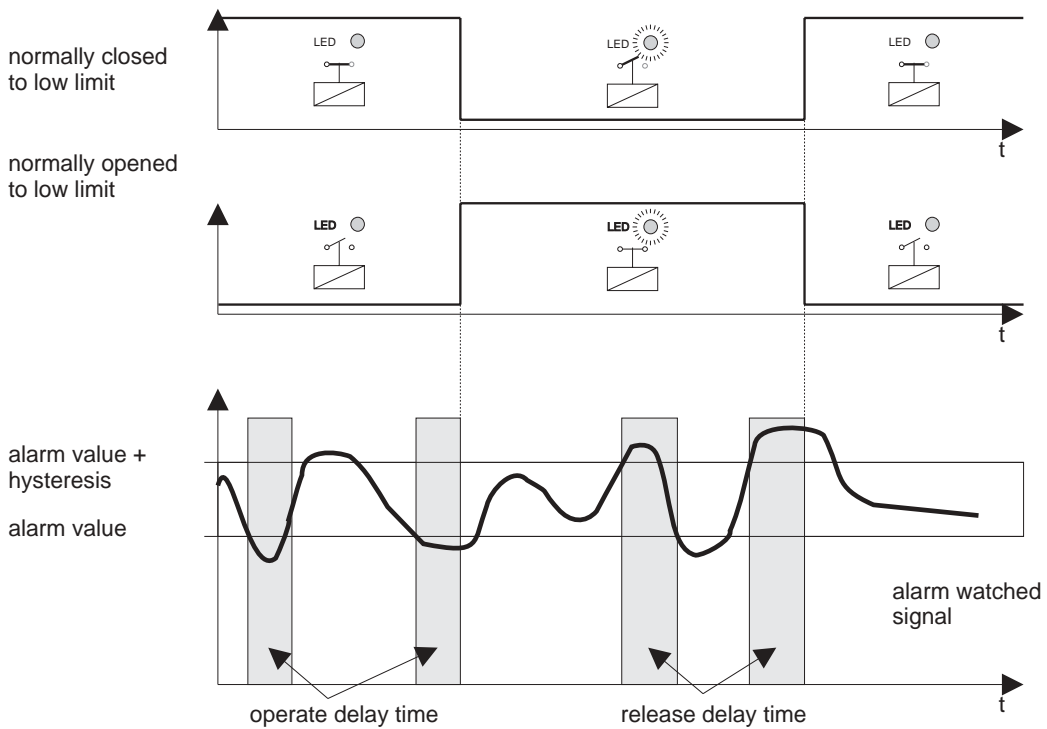 LED
LED
LED
normally closed
to low limit
t
normally opened
to low limit
LED
LED
LED
t
alarm value +
hysteresis
alarm value
alarm watched
signal
t
operate delay time
release delay time